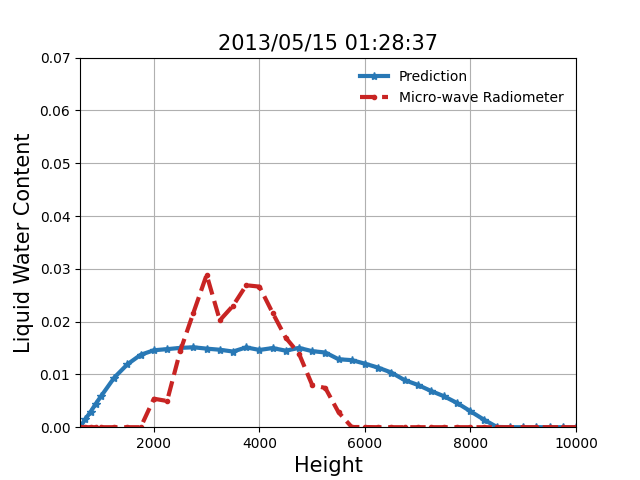 2013/05/15 01:28:37
Prediction
Micro-wave Radiometer
Liquid Water Content
0.07
0.06
0.05
0.04
0.03
0.02
0.01
0.00
2000 4000 6000 8000 10000
Height